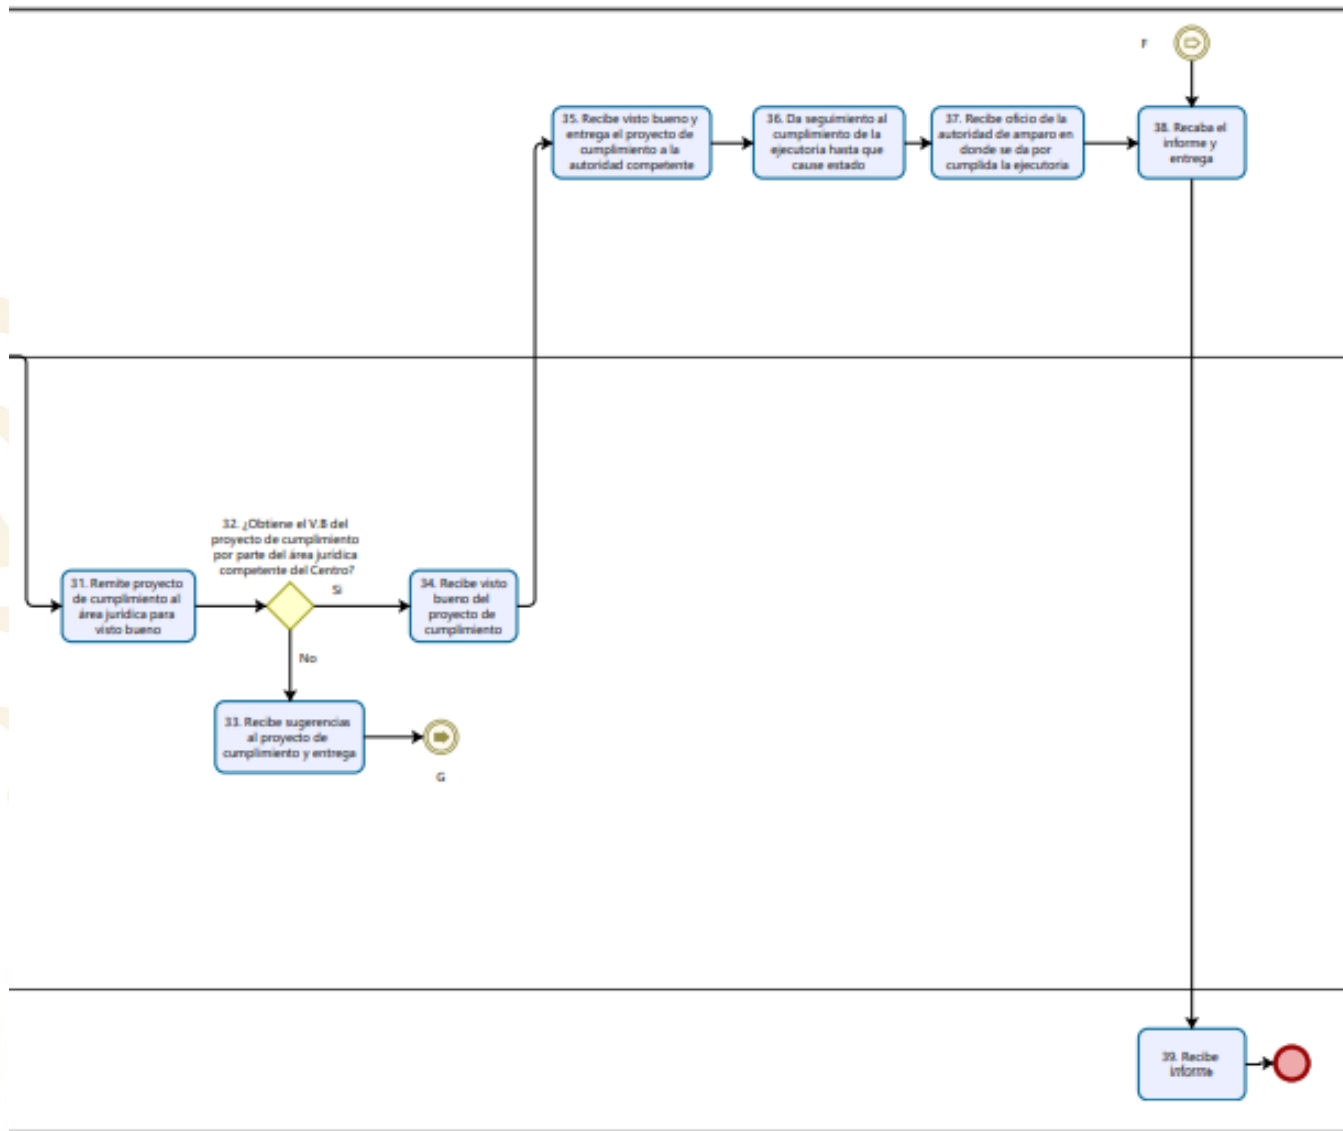 F
35. Recibe visto bueno y
entrega el proyecto de
cumplimiento a la
autoridad competente
36. Da seguimiento al
cumplimiento de la
ejecutoria hasta que
cause estado
37. Recibe oficio de la
autoridad de amparo en
donde se da por
cumplida la ejecutoria
38. Recaba el
informe y
entrega
32. ¿Obtiene el V.B del
proyecto de cumplimiento
por parte del área jurídica
competente del Centro?
31. Remite proyecto
de cumplimiento al
área jurídica para
visto bueno
Si
34. Recibe visto
bueno del
proyecto de
cumplimiento
No
33. Recibe sugerencias
al proyecto de
cumplimiento y entrega
G
39. Recibe
informe